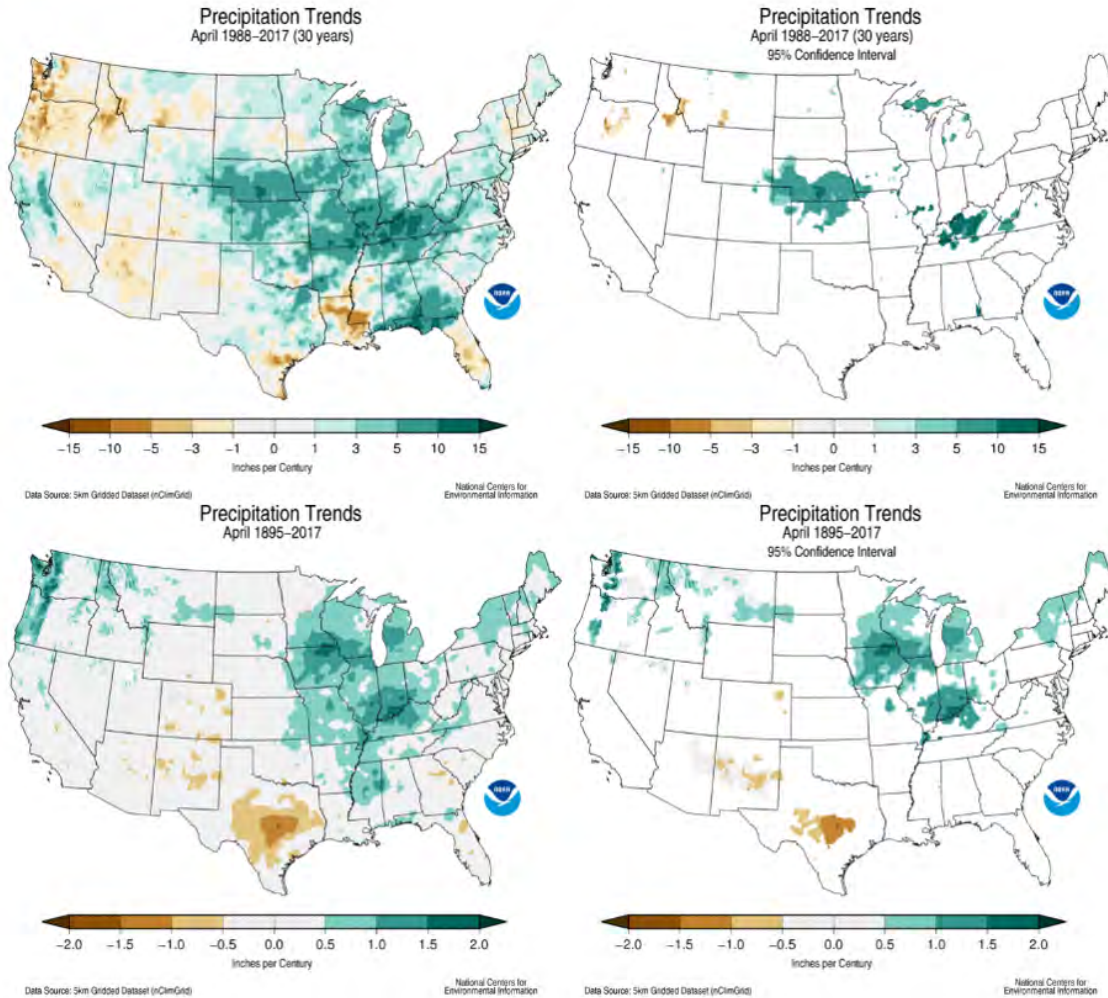 Precipitation Trends
April 1988–2017 (30 years)
−15 −10 −5 −3 −1 0 1 3 5 10 15
Inches per Century
Data Source: 5km Gridded Dataset (nClimGrid)
National Centers for
Environmental Information
NOAA
Precipitation Trends
April 1988–2017 (30 years)
95% Confidence Interval
−15 −10 −5 −3 −1 0 1 3 5 10 15
Inches per Century
Data Source: 5km Gridded Dataset (nClimGrid)
National Centers for
Environmental Information
NOAA
Precipitation Trends
April 1895–2017
−2.0 −1.5 −1.0 −0.5 0.0 0.5 1.0 1.5 2.0
Inches per Century
Data Source: 5km Gridded Dataset (nClimGrid)
National Centers for
Environmental Information
NOAA
Precipitation Trends
April 1895–2017
95% Confidence Interval
−2.0 −1.5 −1.0 −0.5 0.0 0.5 1.0 1.5 2.0
Inches per Century
Data Source: 5km Gridded Dataset (nClimGrid)
National Centers for
Environmental Information
NOAA